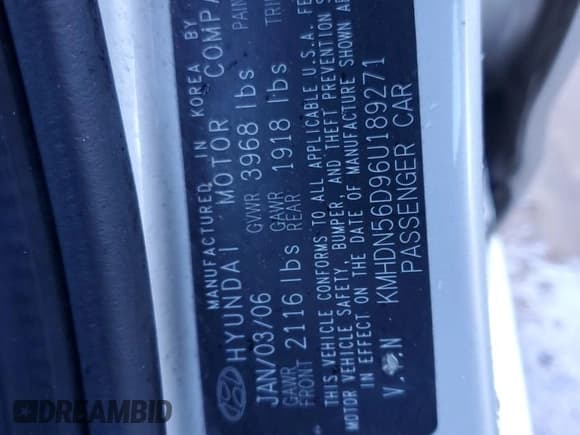 MANUFACTURED IN KOREA BY
HYUNDAI MOTOR COMPA
JAN/03/06 GVWR 3968 lbs PAIN
GAWR FRONT 2116 lbs GAWR REAR 1918 lbs TRI
THIS VEHICLE CONFORMS TO ALL APPLICABLE U.S.A. FE
MOTOR VEHICLE SAFETY, BUMPER, AND THEFT PREVENTION S
IN EFFECT ON THE DATE OF MANUFACTURE SHOWN AB
V.I.N KMHDN56D96U189271
PASSENGER CAR
DREAMBID